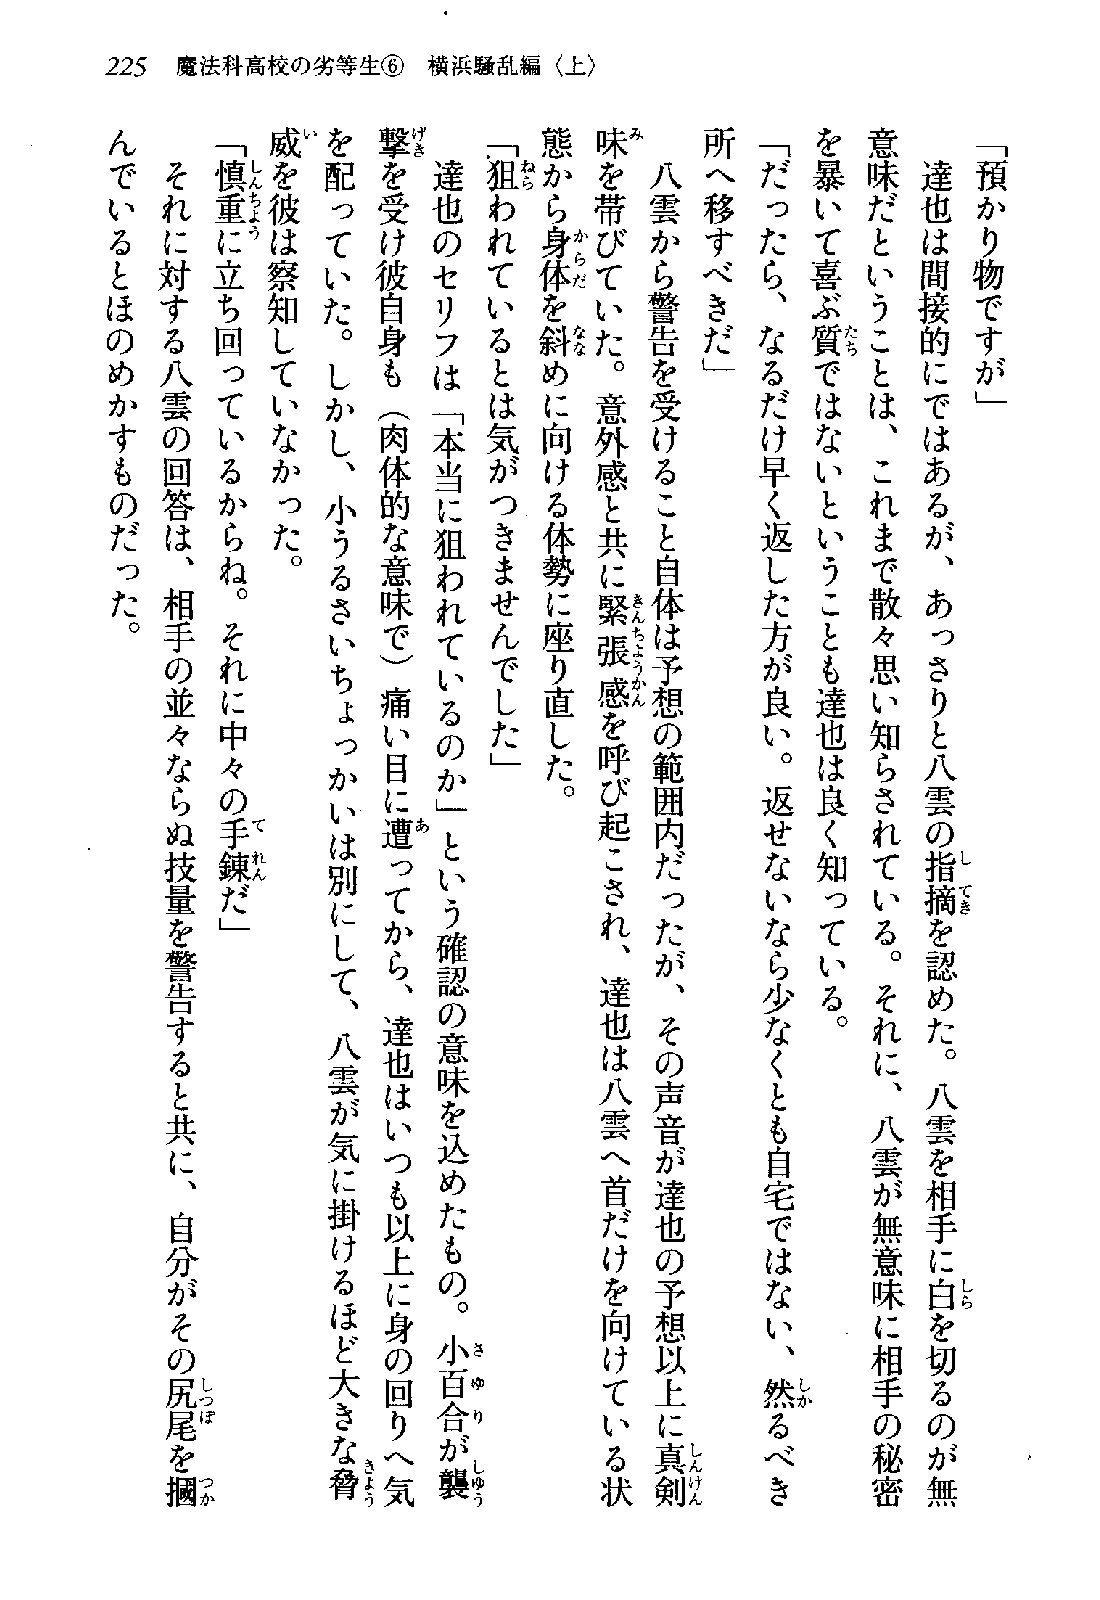 225　魔法科高校の劣等生⑥　横浜騒乱編〈上〉
「預かり物ですが」
　達也は間接的にではあるが、あっさりと八雲の指摘を認めた。八雲を相手に白を切るのが無
意味だということは、これまで散々思い知らされている。それに、八雲が無意味に相手の秘密
を暴いて喜ぶ質ではないということも達也は良く知っている。
「だったら、なるだけ早く返した方が良い。返せないなら少なくとも自宅ではない、然るべき
所へ移すべきだ」
　八雲から警告を受けること自体は予想の範囲内だったが、その声音が達也の予想以上に真剣
味を帯びていた。意外感と共に緊張感を呼び起こされ、達也は八雲へ首だけを向けている状
態から身体を斜めに向ける体勢に座り直した。
「狙われているとは気がつきませんでした」
　達也のセリフは「本当に狙われているのか」という確認の意味を込めたもの。小百合が襲
撃を受け彼自身も（肉体的な意味で）痛い目に遭ってから、達也はいつも以上に身の回りへ気
を配っていた。しかし、小うるさいちょっかいは別にして、八雲が気に掛けるほど大きな脅
威を彼は察知していなかった。
「慎重に立ち回っているからね。それに中々の手錬だ」
　それに対する八雲の回答は、相手の並々ならぬ技量を警告すると共に、自分がその尻尾を摑
んでいるとほのめかすものだった。